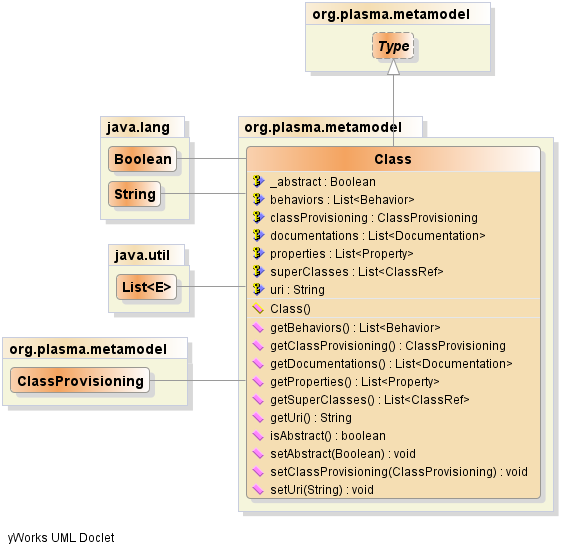 org.plasma.metamodel
Type
java.lang
Boolean
String
java.util
List<E>
org.plasma.metamodel
ClassProvisioning
org.plasma.metamodel
Class
_abstract : Boolean
behaviors : List<Behavior>
classProvisioning : ClassProvisioning
documentations : List<Documentation>
properties : List<Property>
superClasses : List<ClassRef>
uri : String
Class()
getBehaviors() : List<Behavior>
getClassProvisioning() : ClassProvisioning
getDocumentations() : List<Documentation>
getProperties() : List<Property>
getSuperClasses() : List<ClassRef>
getUri() : String
isAbstract() : boolean
setAbstract(Boolean) : void
setClassProvisioning(ClassProvisioning) : void
setUri(String) : void
yWorks UML Doclet